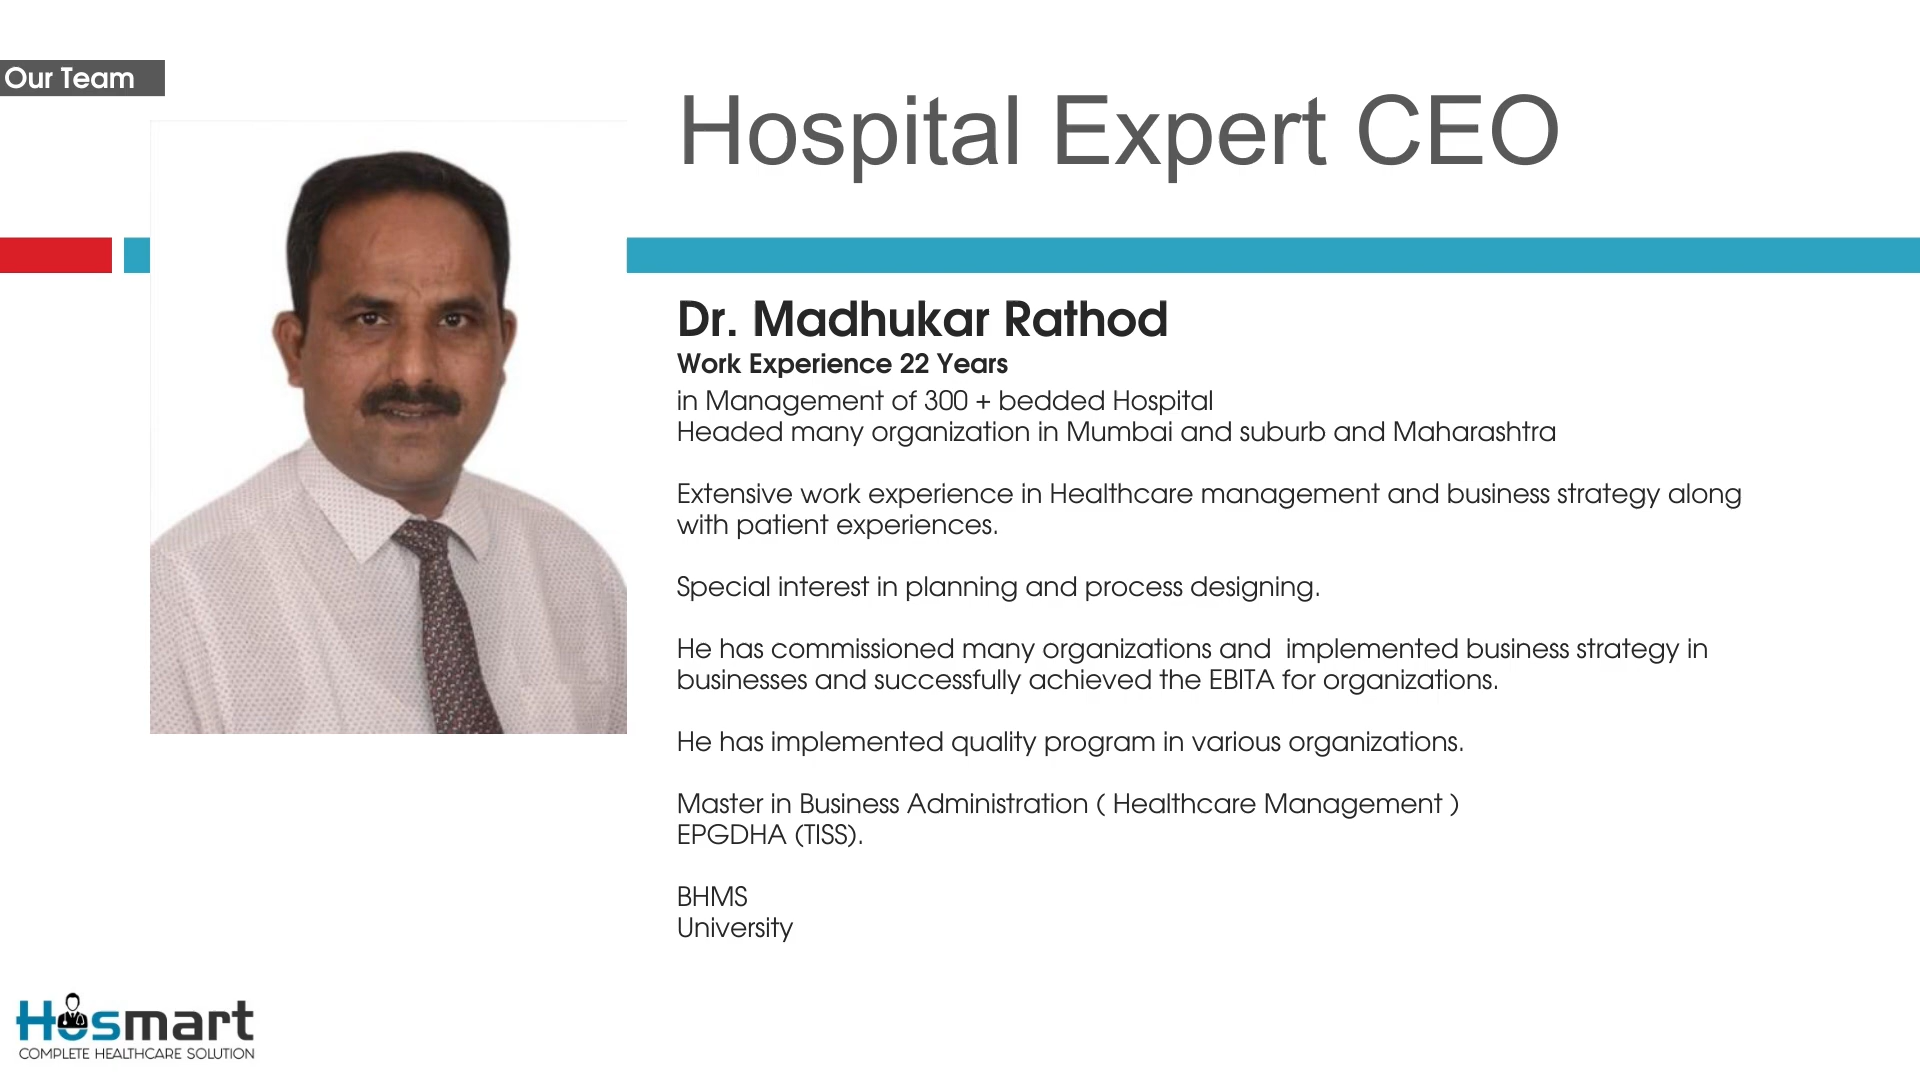 Our Team
Hospital Expert CEO
Dr. Madhukar Rathod
Work Experience 22 Years
in Management of 300 + bedded Hospital
Headed many organization in Mumbai and suburb and Maharashtra
Extensive work experience in Healthcare management and business strategy along
with patient experiences.
Special interest in planning and process designing.
He has commissioned many organizations and  implemented business strategy in
businesses and successfully achieved the EBITA for organizations.
He has implemented quality program in various organizations.
Master in Business Administration ( Healthcare Management )
EPGDHA (TISS).
BHMS
University
Hosmart
COMPLETE HEALTHCARE SOLUTION